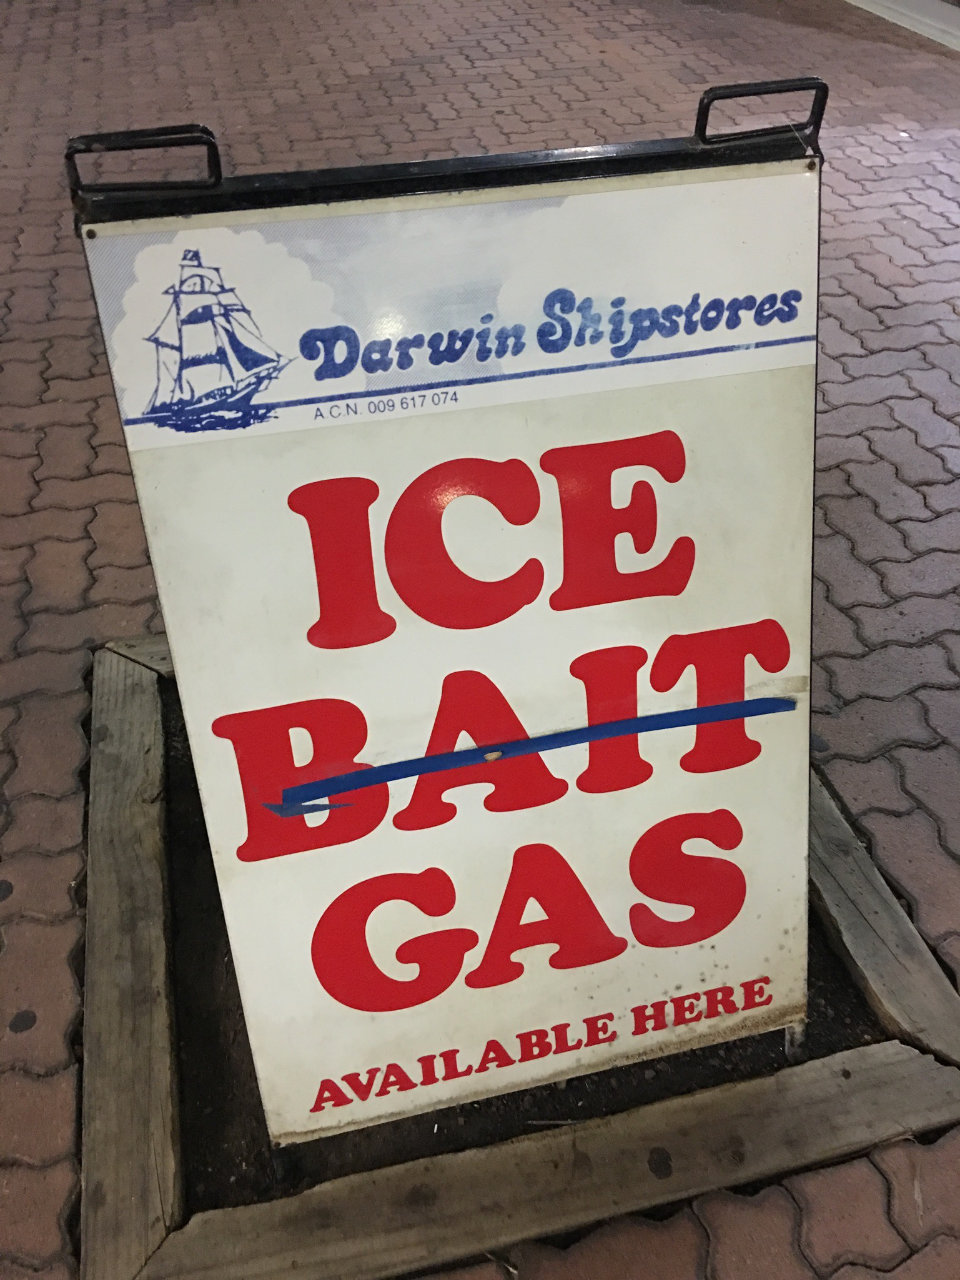 Darwin Shipstores
A.C.N. 009 617 074
ICE
BAIT
GAS
AVAILABLE HERE